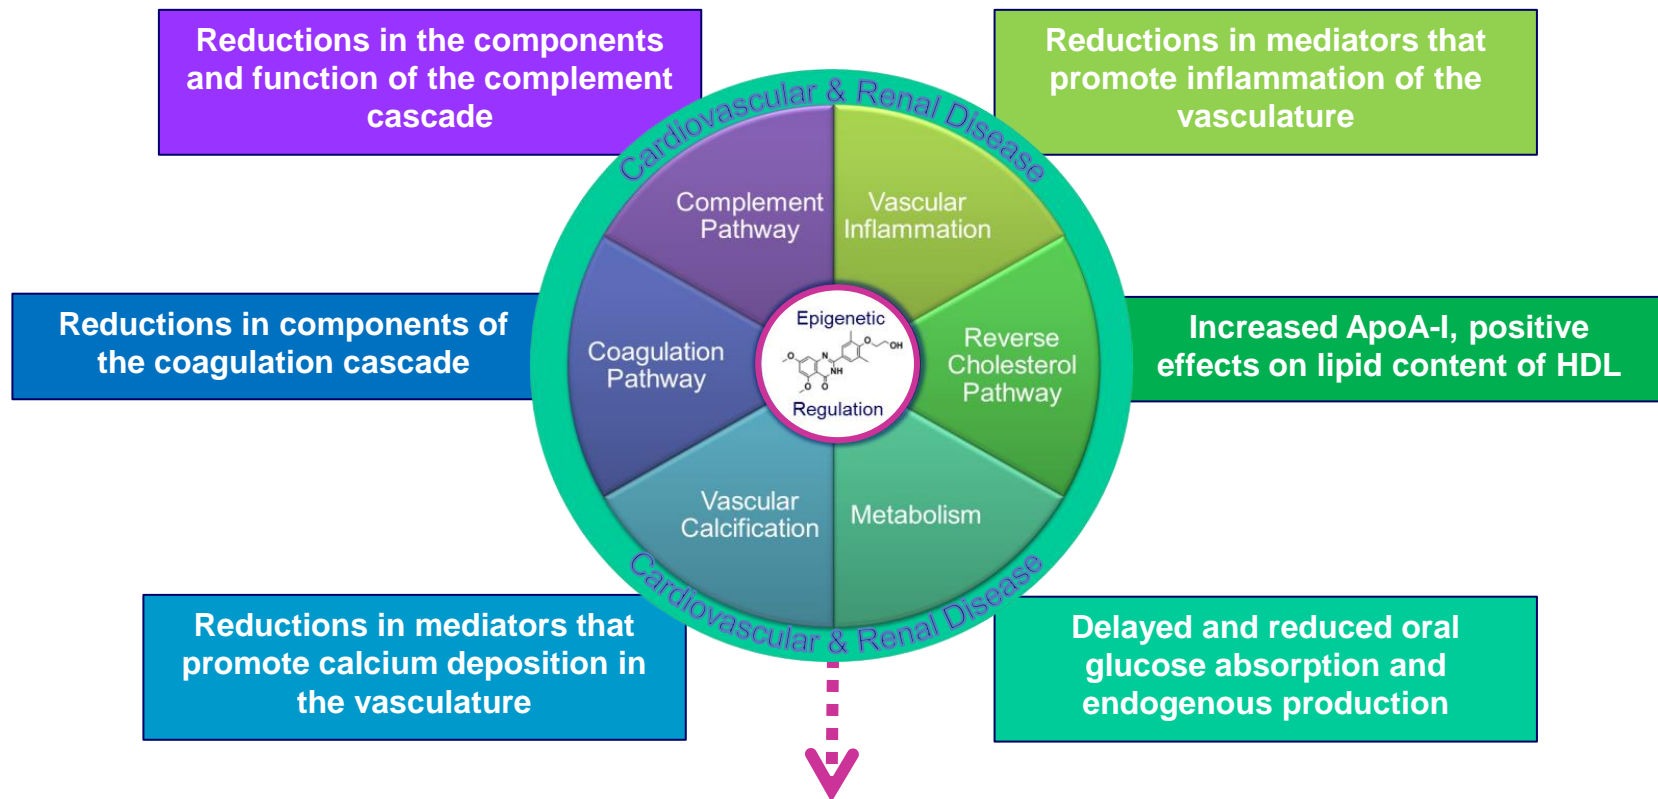 Reductions in the components
and function of the complement
cascade
Reductions in mediators that
promote inflammation of the
vasculature
Cardiovascular & Renal Disease
Complement
Pathway
Vascular
Inflammation
Reductions in components of
the coagulation cascade
Coagulation
Pathway
Epigenetic
N
O
OH
O
NH
O
O
Regulation
Reverse
Cholesterol
Pathway
Increased ApoA-I, positive
effects on lipid content of HDL
Vascular
Calcification
Metabolism
Cardiovascular & Renal Disease
Reductions in mediators that
promote calcium deposition in
the vasculature
Delayed and reduced oral
glucose absorption and
endogenous production